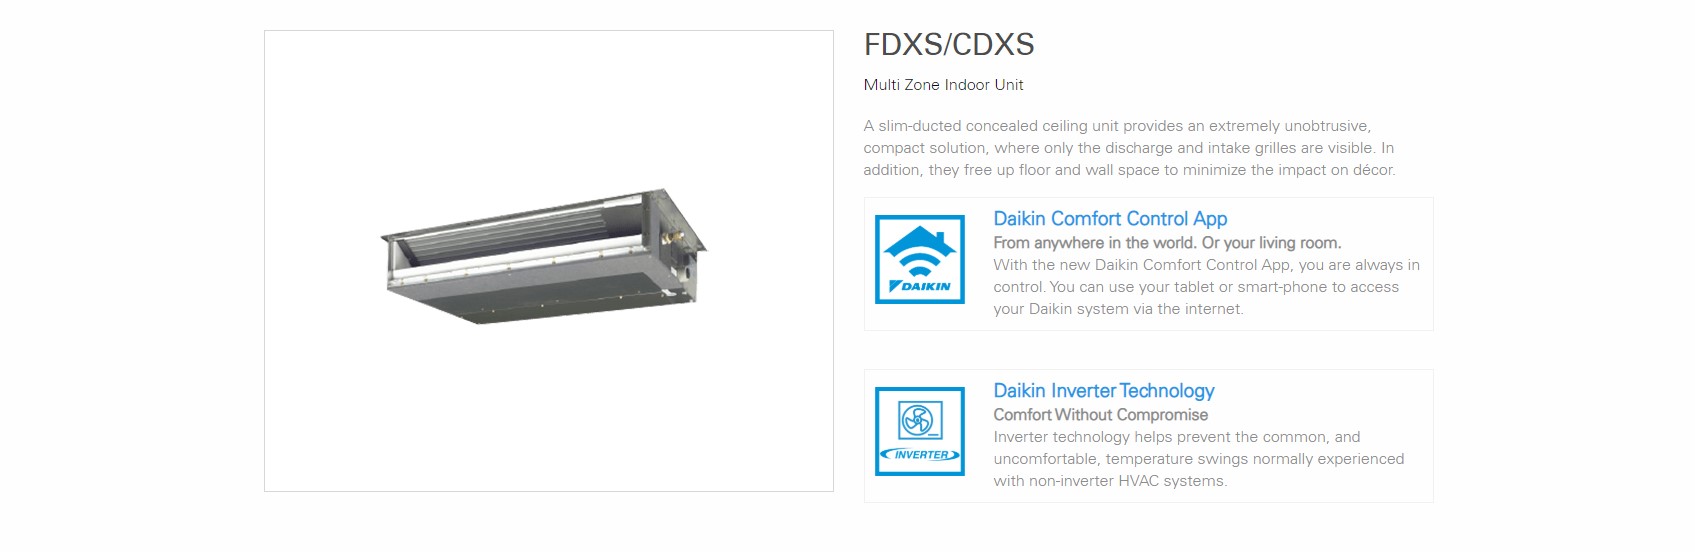 FDXS/CDXS
Multi Zone Indoor Unit
A slim-ducted concealed ceiling unit provides an extremely unobtrusive,
compact solution, where only the discharge and intake grilles are visible. In
addition, they free up floor and wall space to minimize the impact on décor.
DAIKIN
Daikin Comfort Control App
From anywhere in the world. Or your living room.
With the new Daikin Comfort Control App, you are always in
control. You can use your tablet or smart-phone to access
your Daikin system via the internet.
INVERTER
Daikin Inverter Technology
Comfort Without Compromise
Inverter technology helps prevent the common, and
uncomfortable, temperature swings normally experienced
with non-inverter HVAC systems.